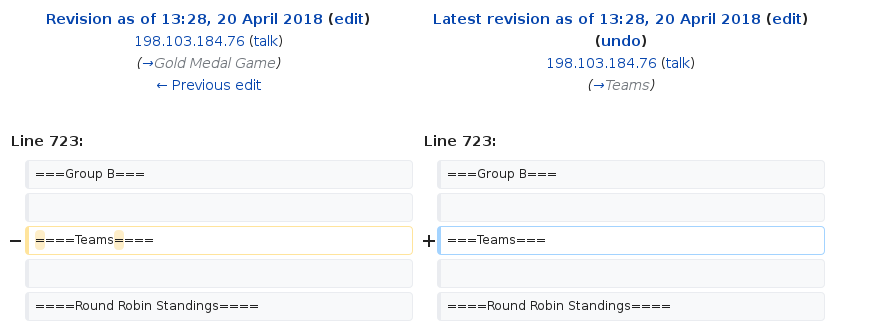 Revision as of 13:28, 20 April 2018 (edit)
198.103.184.76 (talk)
(→Gold Medal Game)
← Previous edit
Latest revision as of 13:28, 20 April 2018 (edit)
(undo)
198.103.184.76 (talk)
(→Teams)
Line 723:
Line 723:
===Group B===
===Group B===
− ====Teams====
+ ===Teams===
====Round Robin Standings====
====Round Robin Standings====